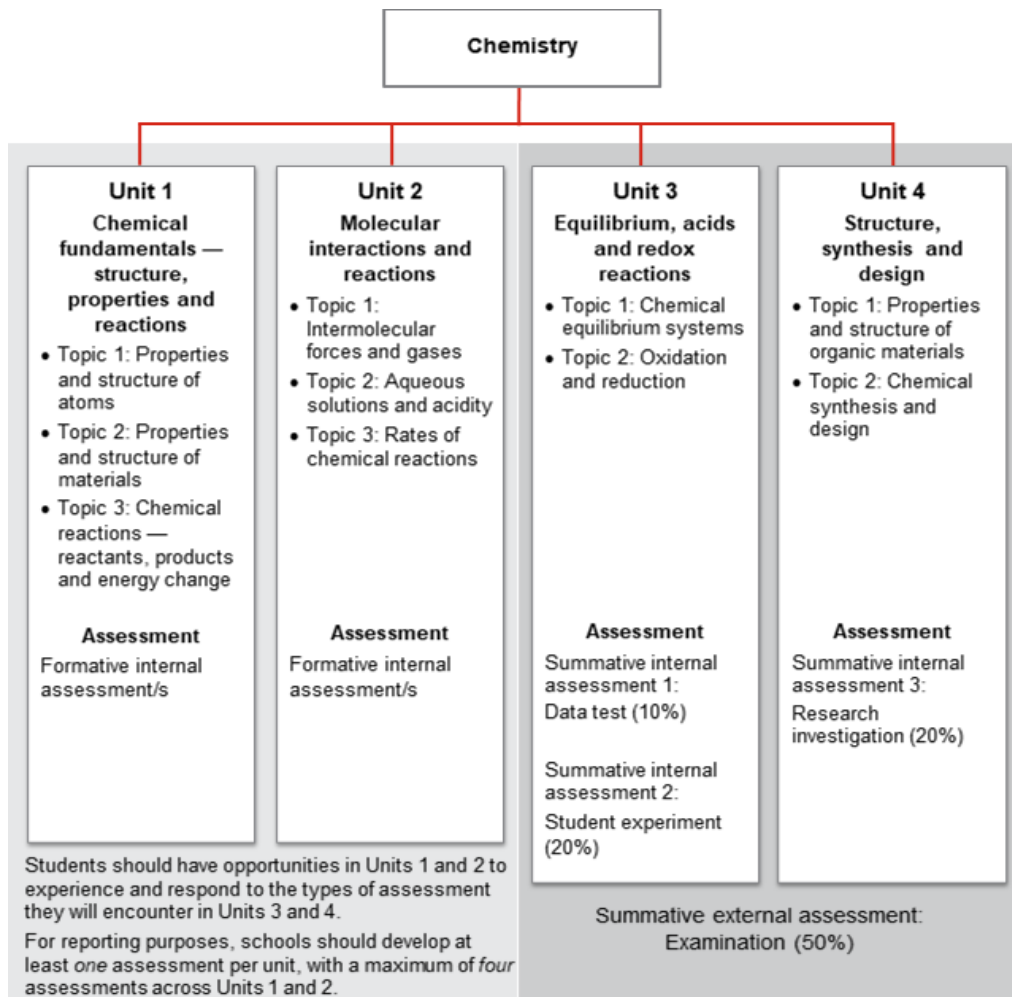 Chemistry
Unit 1
Chemical
fundamentals —
structure,
properties and
reactions
• Topic 1: Properties
and structure of
atoms
• Topic 2: Properties
and structure of
materials
• Topic 3: Chemical
reactions —
reactants, products
and energy change
Assessment
Formative internal
assessment/s
Unit 2
Molecular
interactions and
reactions
• Topic 1:
Intermolecular
forces and gases
• Topic 2: Aqueous
solutions and acidity
• Topic 3: Rates of
chemical reactions
Assessment
Formative internal
assessment/s
Unit 3
Equilibrium, acids
and redox
reactions
• Topic 1: Chemical
equilibrium systems
• Topic 2: Oxidation
and reduction
Assessment
Summative internal
assessment 1:
Data test (10%)
Summative internal
assessment 2:
Student experiment
(20%)
Unit 4
Structure,
synthesis and
design
• Topic 1: Properties
and structure of
organic materials
• Topic 2: Chemical
synthesis and
design
Assessment
Summative internal
assessment 3:
Research
investigation (20%)
Students should have opportunities in Units 1 and 2 to
experience and respond to the types of assessment
they will encounter in Units 3 and 4.
For reporting purposes, schools should develop at
least one assessment per unit, with a maximum of four
assessments across Units 1 and 2.
Summative external assessment:
Examination (50%)